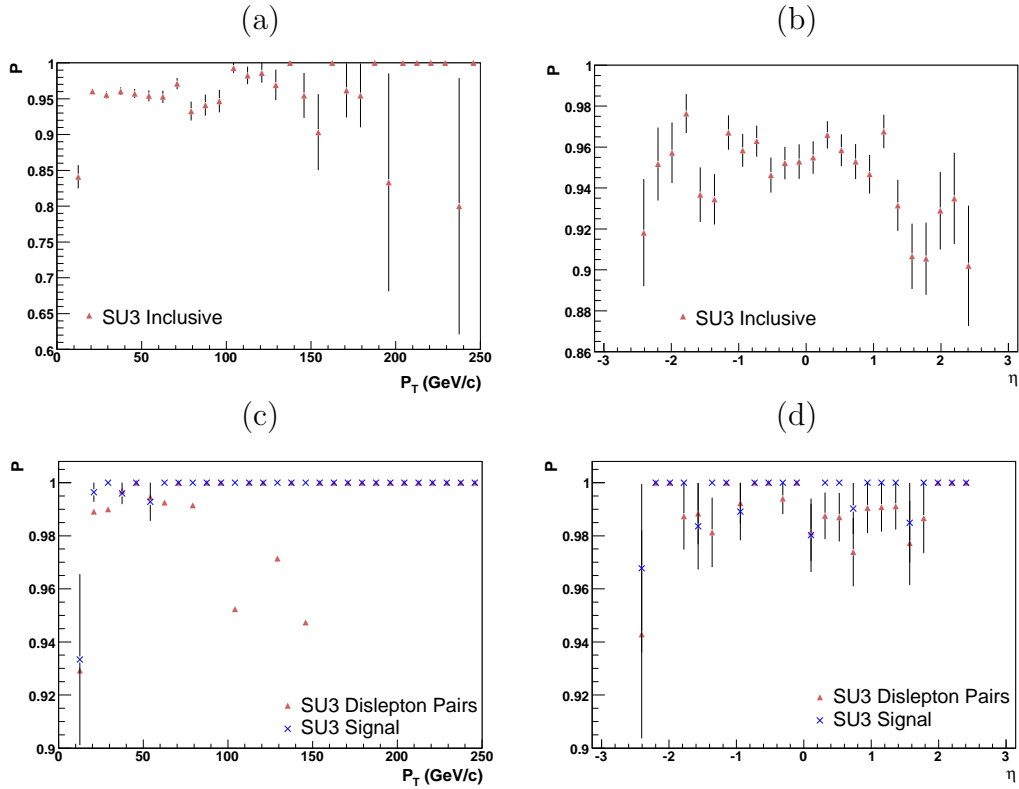 (a)
P
1
0.95
0.9
0.85
0.8
0.75
0.7
0.65
0.6
SU3 Inclusive
0 50 100 150 200 250
P_T (GeV/c)
(b)
P
1
0.98
0.96
0.94
0.92
0.9
0.88
0.86
SU3 Inclusive
-3 -2 -1 0 1 2 3
η
(c)
P
1
0.98
0.96
0.94
0.92
0.9
SU3 Dislepton Pairs
SU3 Signal
0 50 100 150 200 250
P_T (GeV/c)
(d)
P
1
0.98
0.96
0.94
0.92
0.9
SU3 Dislepton Pairs
SU3 Signal
-3 -2 -1 0 1 2 3
η